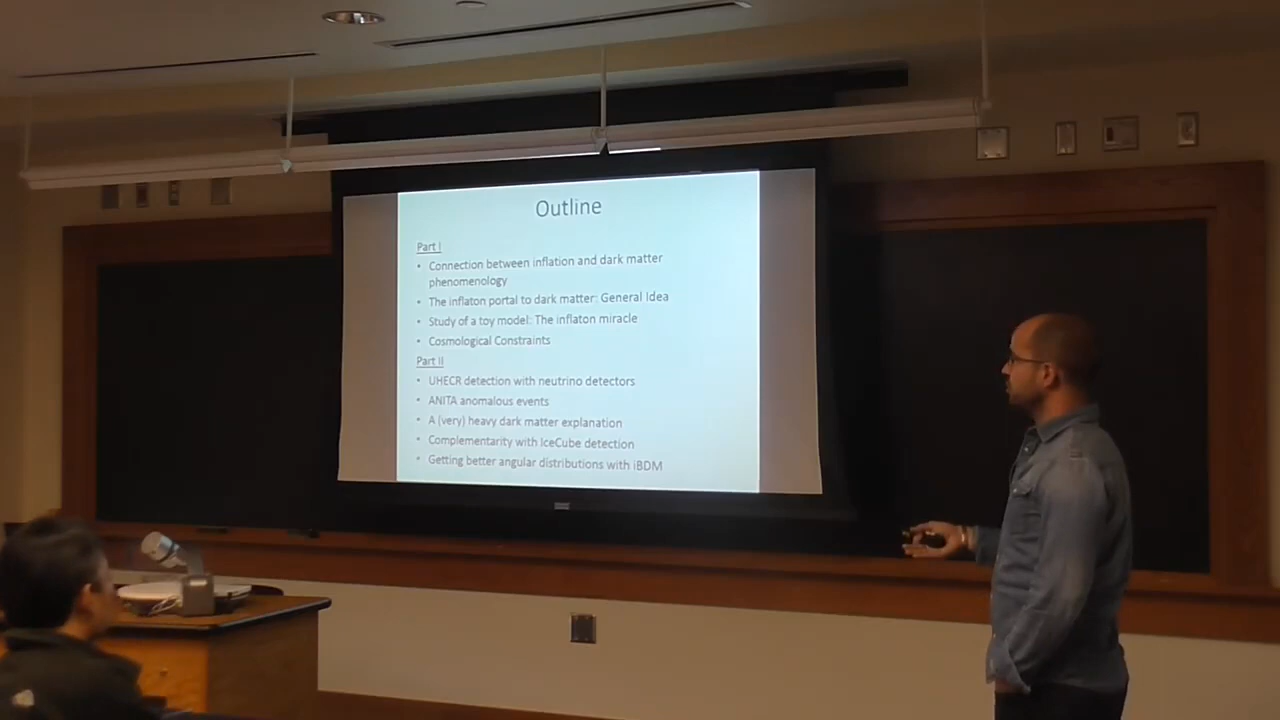 Outline
Part I
• Connection between inflation and dark matter
phenomenology
• The inflaton portal to dark matter: General Idea
• Study of a toy model: The inflaton miracle
• Cosmological Constraints
Part II
• UHECR detection with neutrino detectors
• ANITA anomalous events
• A (very) heavy dark matter explanation
• Complementarity with IceCube detection
• Getting better angular distributions with iBDM